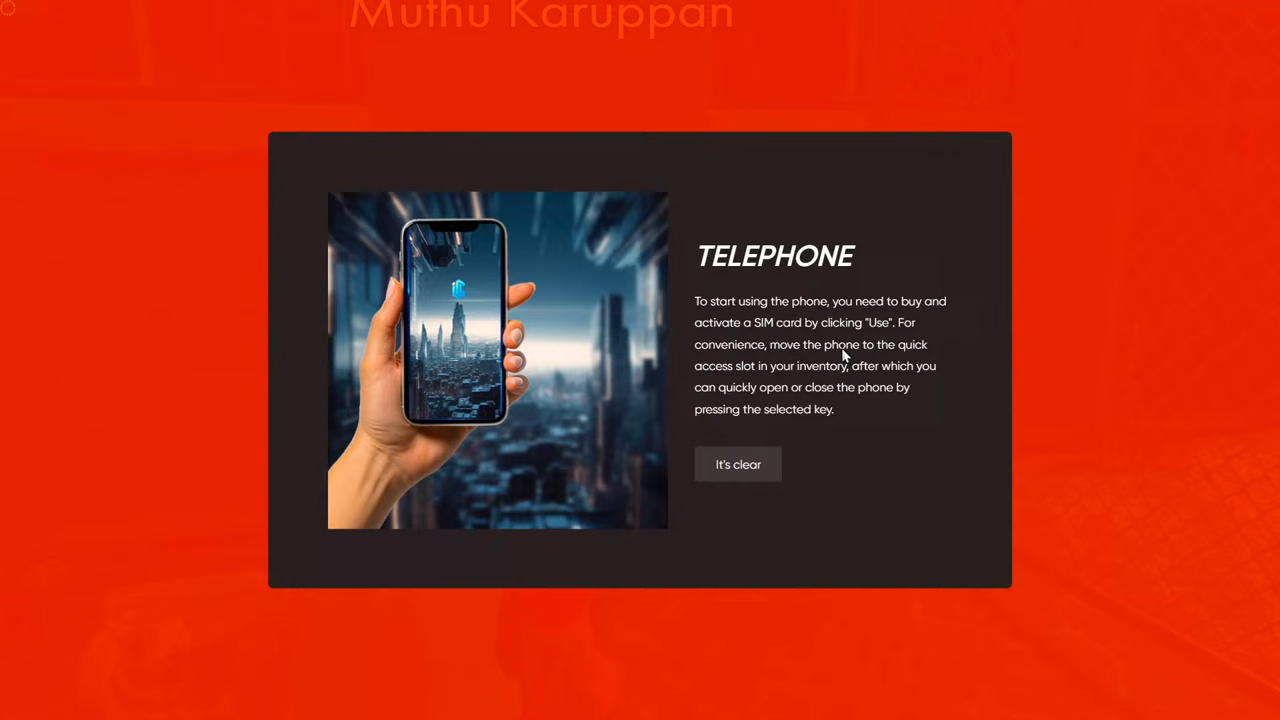 Muthu Karuppan
TELEPHONE
To start using the phone, you need to buy and
activate a SIM card by clicking "Use". For
convenience, move the phone to the quick
access slot in your inventory, after which you
can quickly open or close the phone by
pressing the selected key.
It's clear